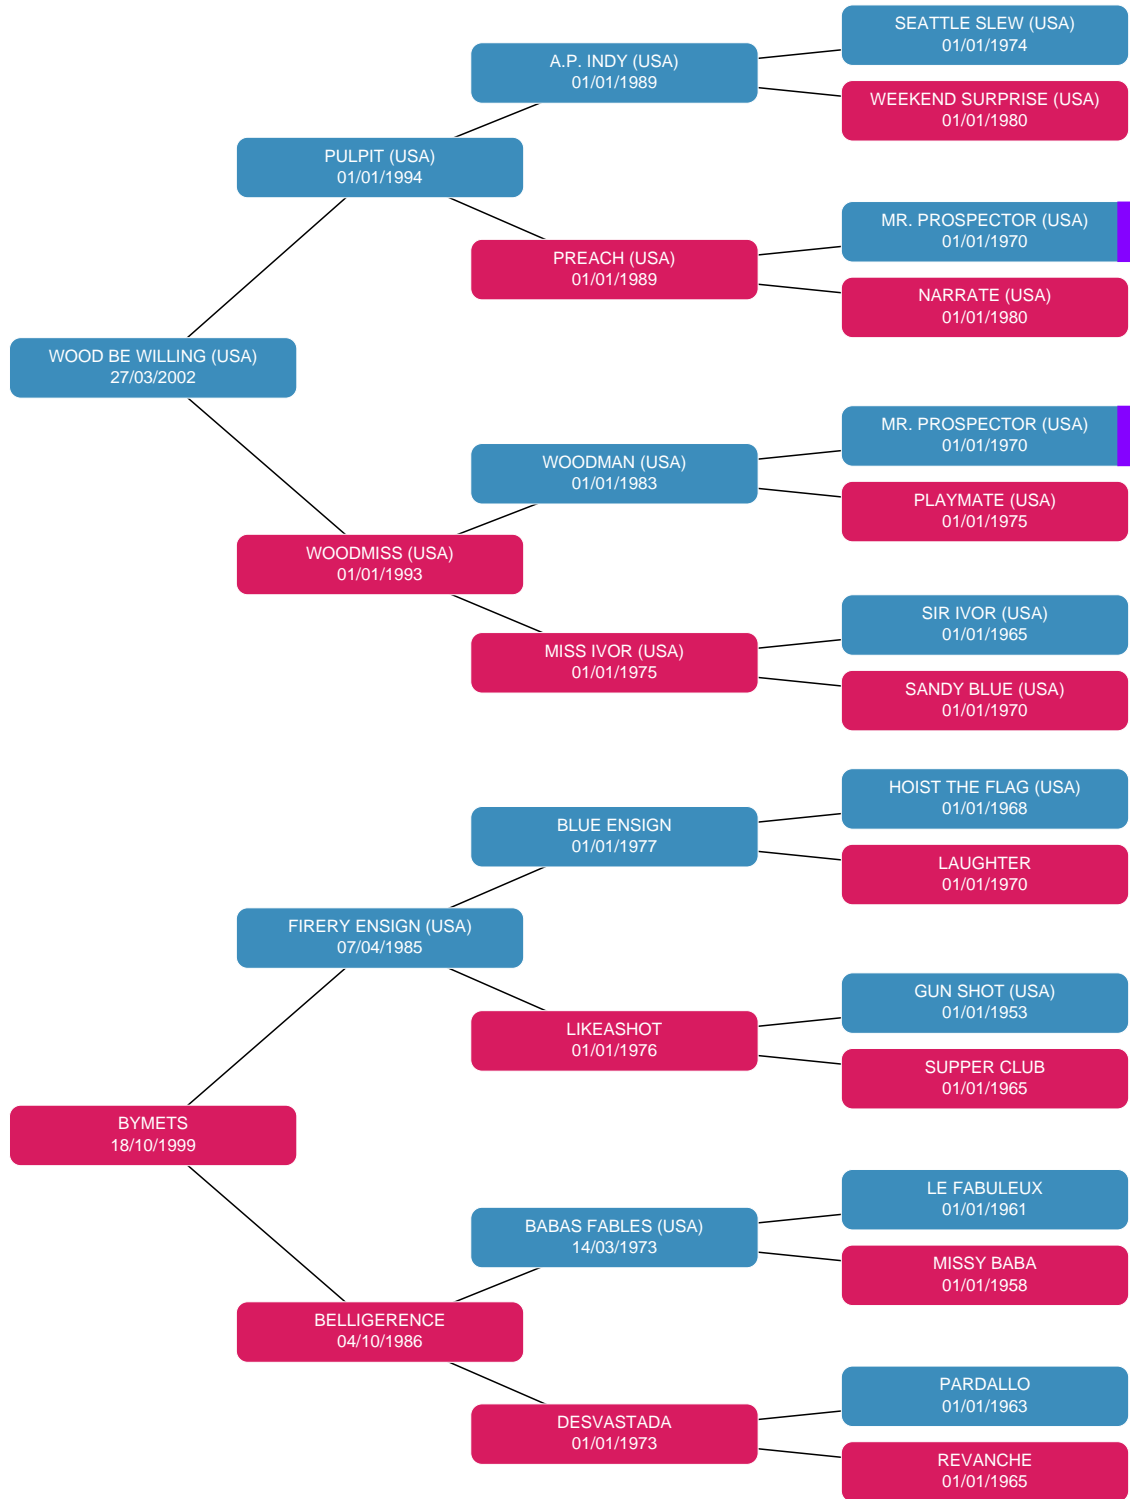 SEATTLE SLEW (USA)
01/01/1974
A.P. INDY (USA)
01/01/1989
WEEKEND SURPRISE (USA)
01/01/1980
PULPIT (USA)
01/01/1994
MR. PROSPECTOR (USA)
01/01/1970
PREACH (USA)
01/01/1989
NARRATE (USA)
01/01/1980
WOOD BE WILLING (USA)
27/03/2002
MR. PROSPECTOR (USA)
01/01/1970
WOODMAN (USA)
01/01/1983
PLAYMATE (USA)
01/01/1975
WOODMISS (USA)
01/01/1993
SIR IVOR (USA)
01/01/1965
MISS IVOR (USA)
01/01/1975
SANDY BLUE (USA)
01/01/1970
HOIST THE FLAG (USA)
01/01/1968
BLUE ENSIGN
01/01/1977
LAUGHTER
01/01/1970
FIRERY ENSIGN (USA)
07/04/1985
GUN SHOT (USA)
01/01/1953
LIKEASHOT
01/01/1976
SUPPER CLUB
01/01/1965
BYMETS
18/10/1999
LE FABULEUX
01/01/1961
BABAS FABLES (USA)
14/03/1973
MISSY BABA
01/01/1958
BELLIGERENCE
04/10/1986
PARDALLO
01/01/1963
DESVASTADA
01/01/1973
REVANCHE
01/01/1965